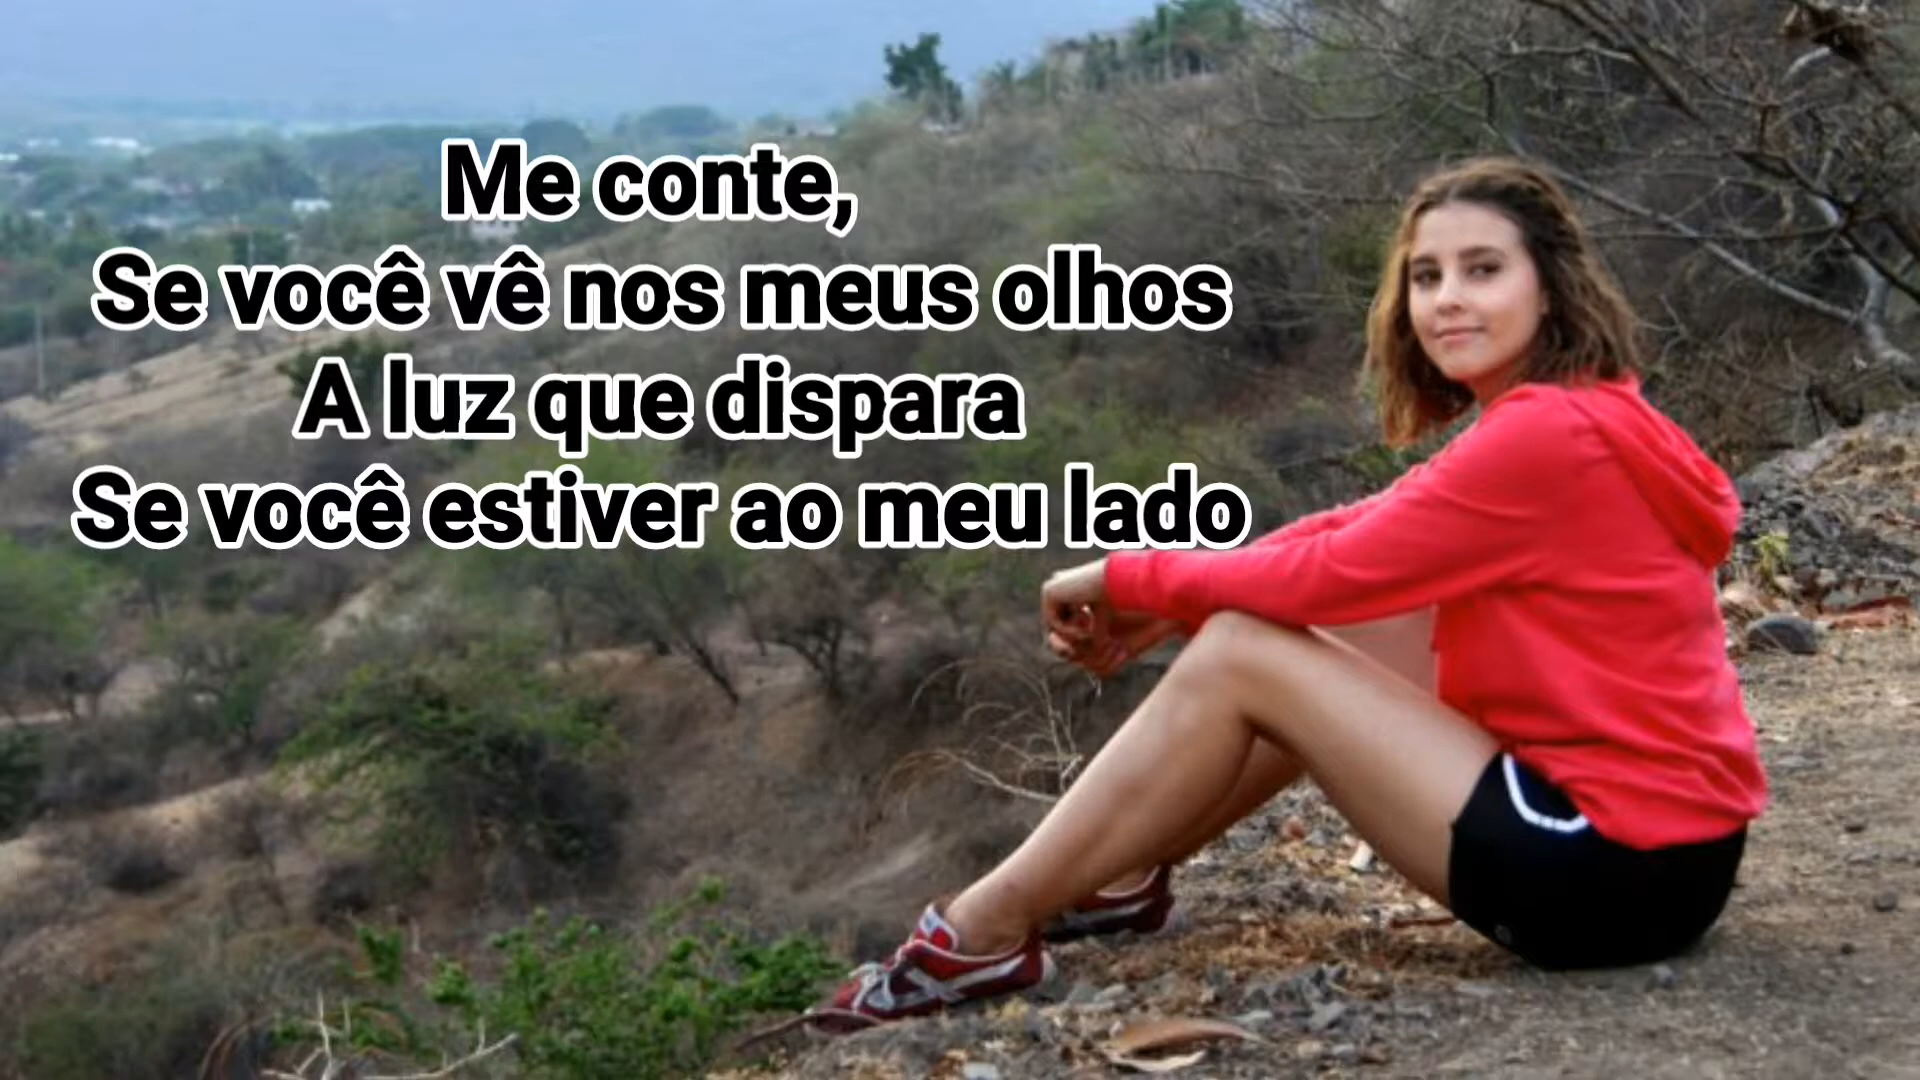 Me conte,
Se você vê nos meus olhos
A luz que dispara
Se você estiver ao meu lado